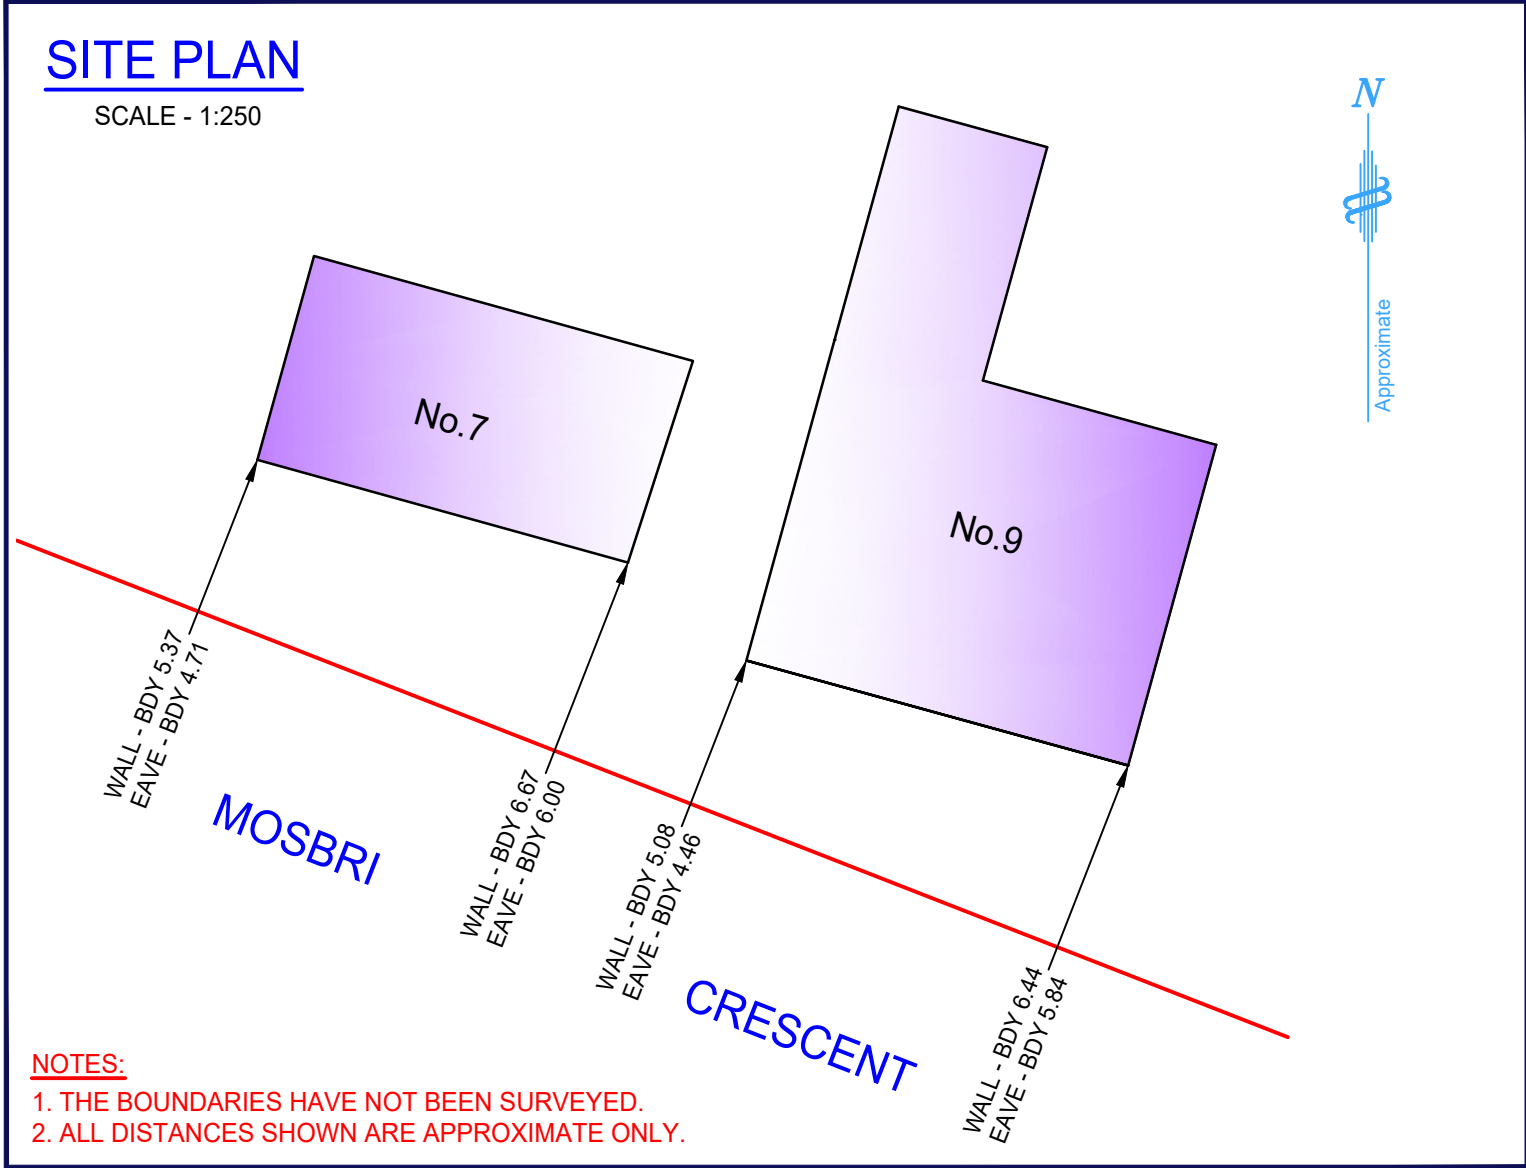 SITE PLAN
SCALE - 1:250
N
Approximate
No.7
No.9
WALL - BDY 5.37
EAVE - BDY 4.71
WALL - BDY 6.67
EAVE - BDY 6.00
WALL - BDY 5.08
EAVE - BDY 4.46
WALL - BDY 6.44
EAVE - BDY 5.84
MOSBRI
CRESCENT
NOTES:
1. THE BOUNDARIES HAVE NOT BEEN SURVEYED.
2. ALL DISTANCES SHOWN ARE APPROXIMATE ONLY.